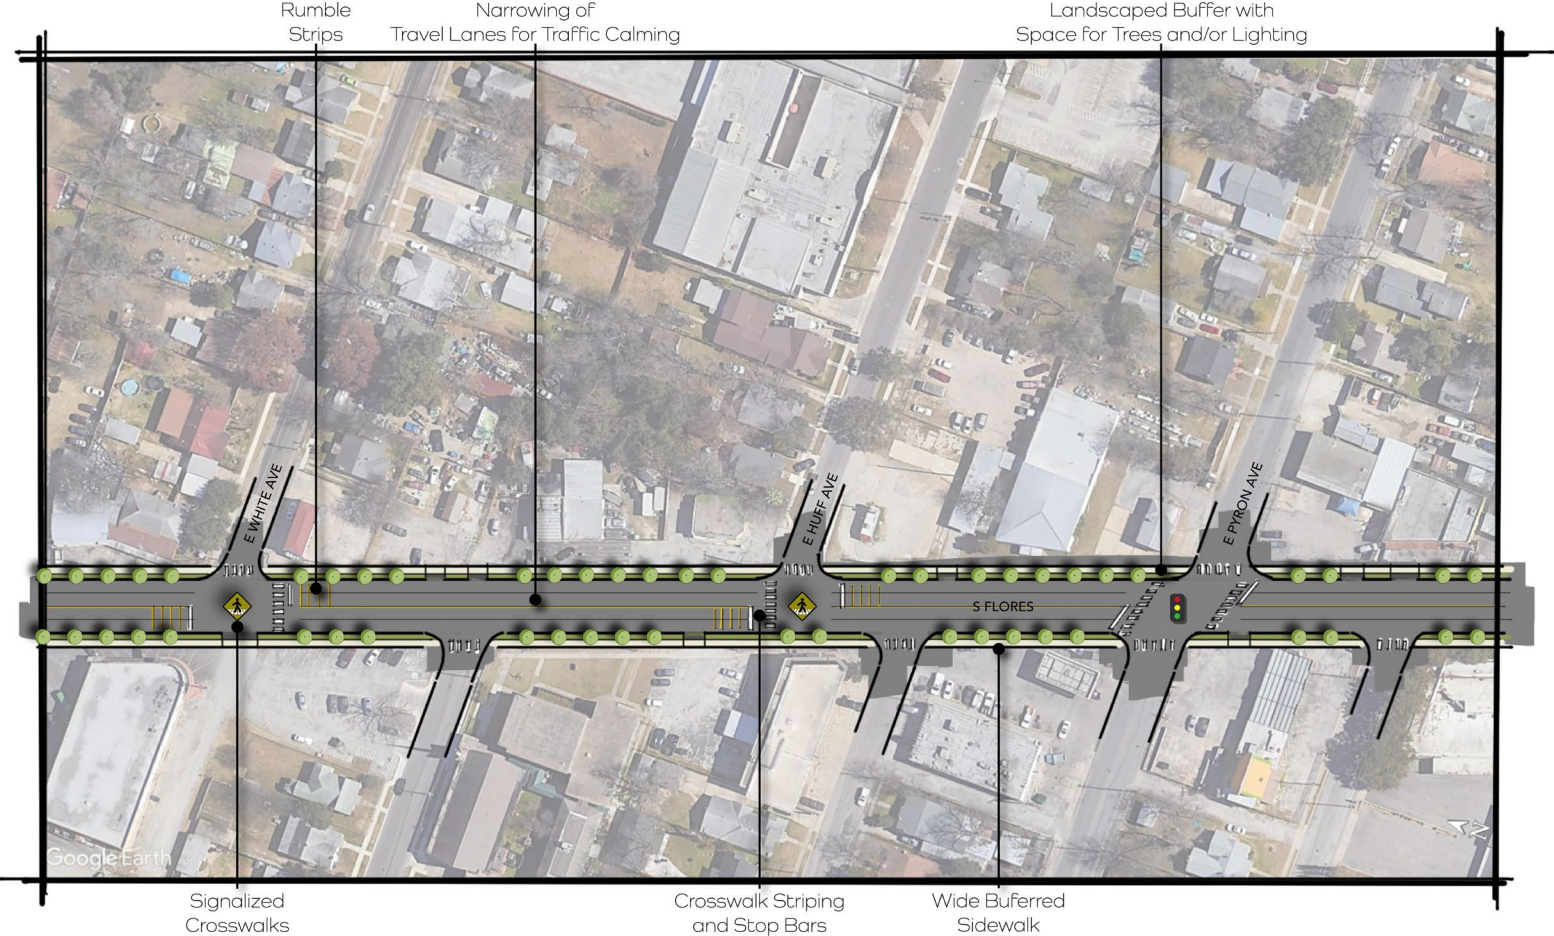 Rumble
Strips
Narrowing of
Travel Lanes for Traffic Calming
Landscaped Buffer with
Space for Trees and/or Lighting
E WHITE AVE
E HUFF AVE
E PYRON AVE
S FLORES
Google Earth
N
Signalized
Crosswalks
Crosswalk Striping
and Stop Bars
Wide Buferred
Sidewalk